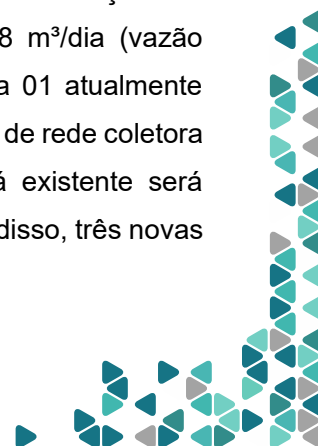 8 m³/dia (vazão
a 01 atualmente
de rede coletora
á existente será
disso, três novas